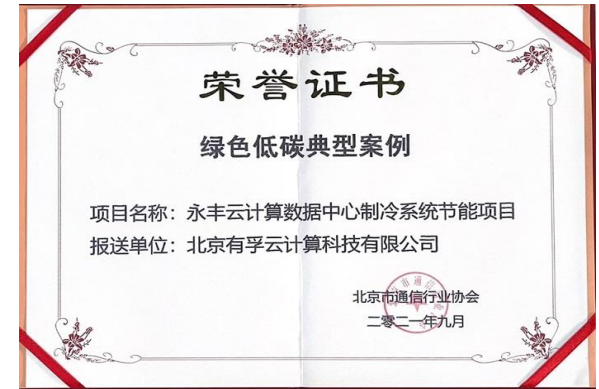 荣誉证书
绿色低碳典型案例
项目名称：永丰云计算数据中心制冷系统节能项目
报送单位：北京有孚云计算科技有限公司
北京市通信行业协会
二零二一年九月